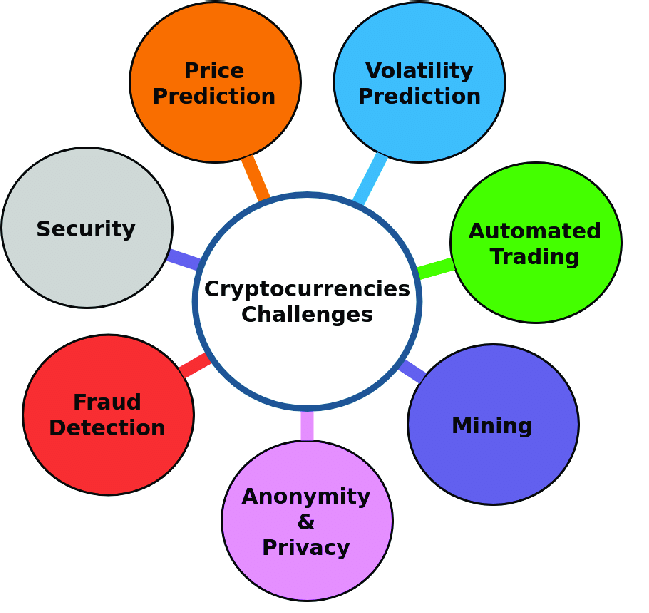 Price
Prediction
Volatility
Prediction
Security
Automated
Trading
Cryptocurrencies
Challenges
Fraud
Detection
Mining
Anonymity
&
Privacy